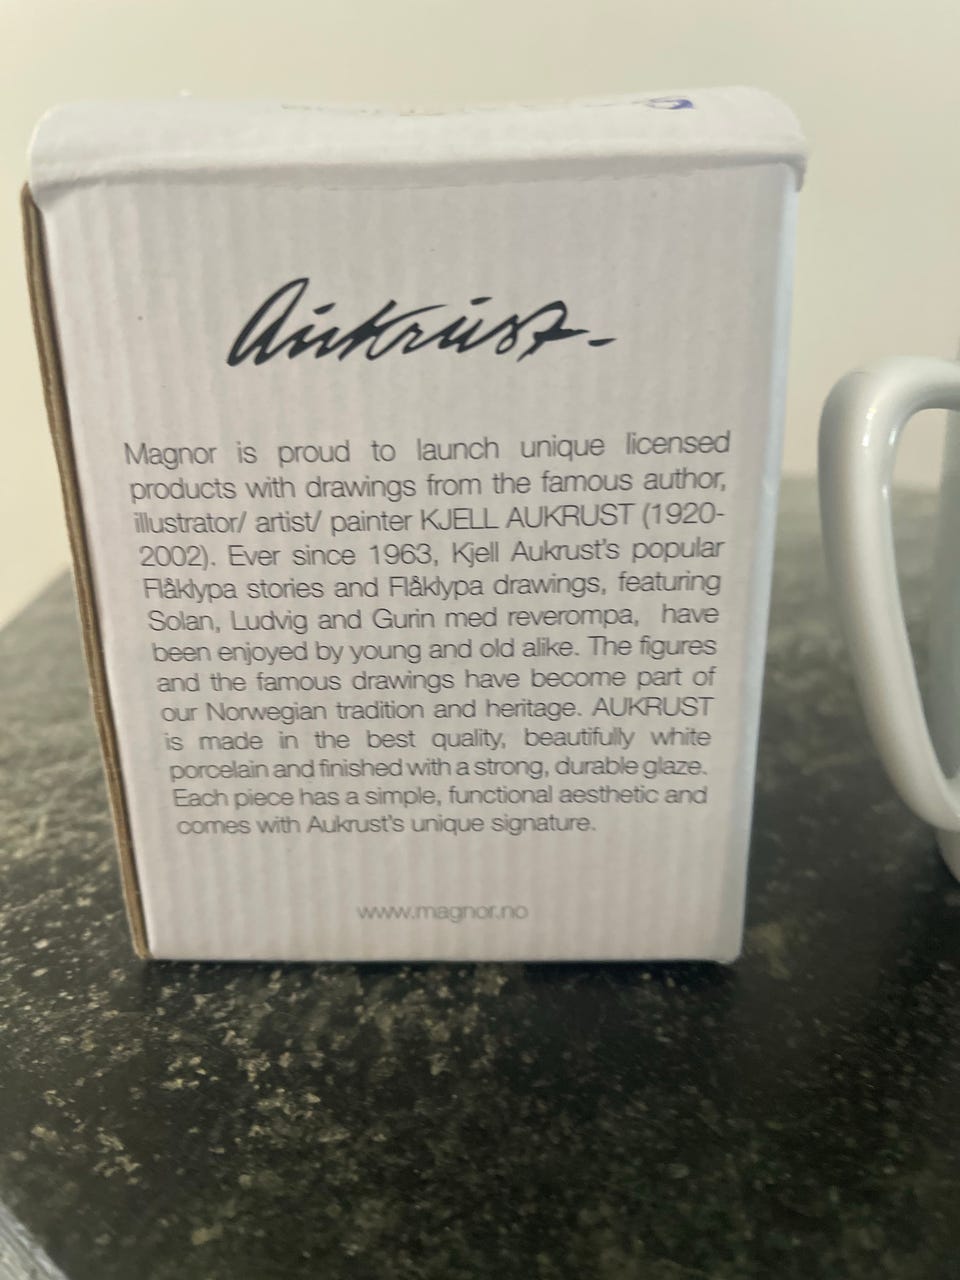 Aukrust-
Magnor is proud to launch unique licensed
products with drawings from the famous author,
illustrator/ artist/ painter KJELL AUKRUST (1920-
2002). Ever since 1963, Kjell Aukrust's popular
Flåklypa stories and Flåklypa drawings, featuring
Solan, Ludvig and Gurin med reverompa, have
been enjoyed by young and old alike. The figures
and the famous drawings have become part of
our Norwegian tradition and heritage. AUKRUST
is made in the best quality, beautifully white
porcelain and finished with a strong, durable glaze.
Each piece has a simple, functional aesthetic and
comes with Aukrust's unique signature.
www.magnor.no